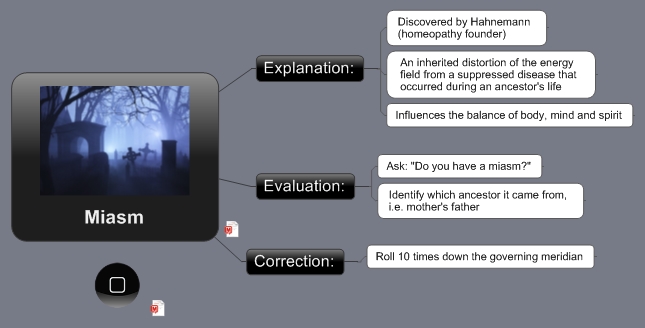 Miasm
Explanation:
Discovered by Hahnemann
(homeopathy founder)
An inherited distortion of the energy
field from a suppressed disease that
occurred during an ancestor's life
Influences the balance of body, mind and spirit
Evaluation:
Ask: "Do you have a miasm?"
Identify which ancestor it came from,
i.e. mother's father
Correction:
Roll 10 times down the governing meridian